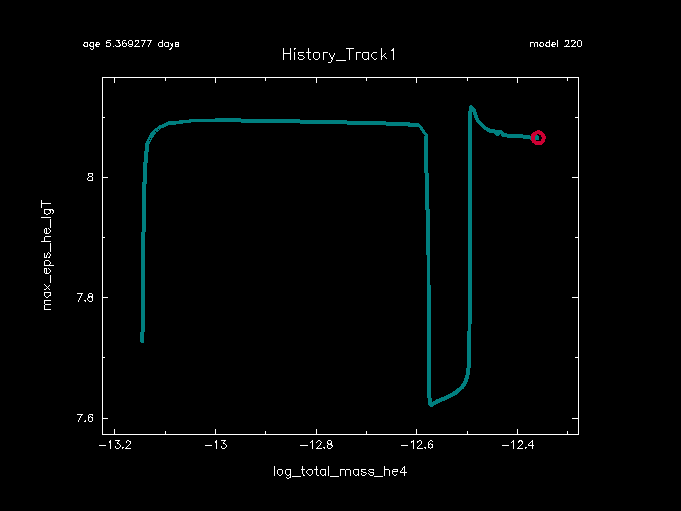 age 5.369277 days
model 220
History_Track1
max_eps_he_lgT
8
7.8
7.6
-13.2
-13
-12.8
-12.6
-12.4
log_total_mass_he4